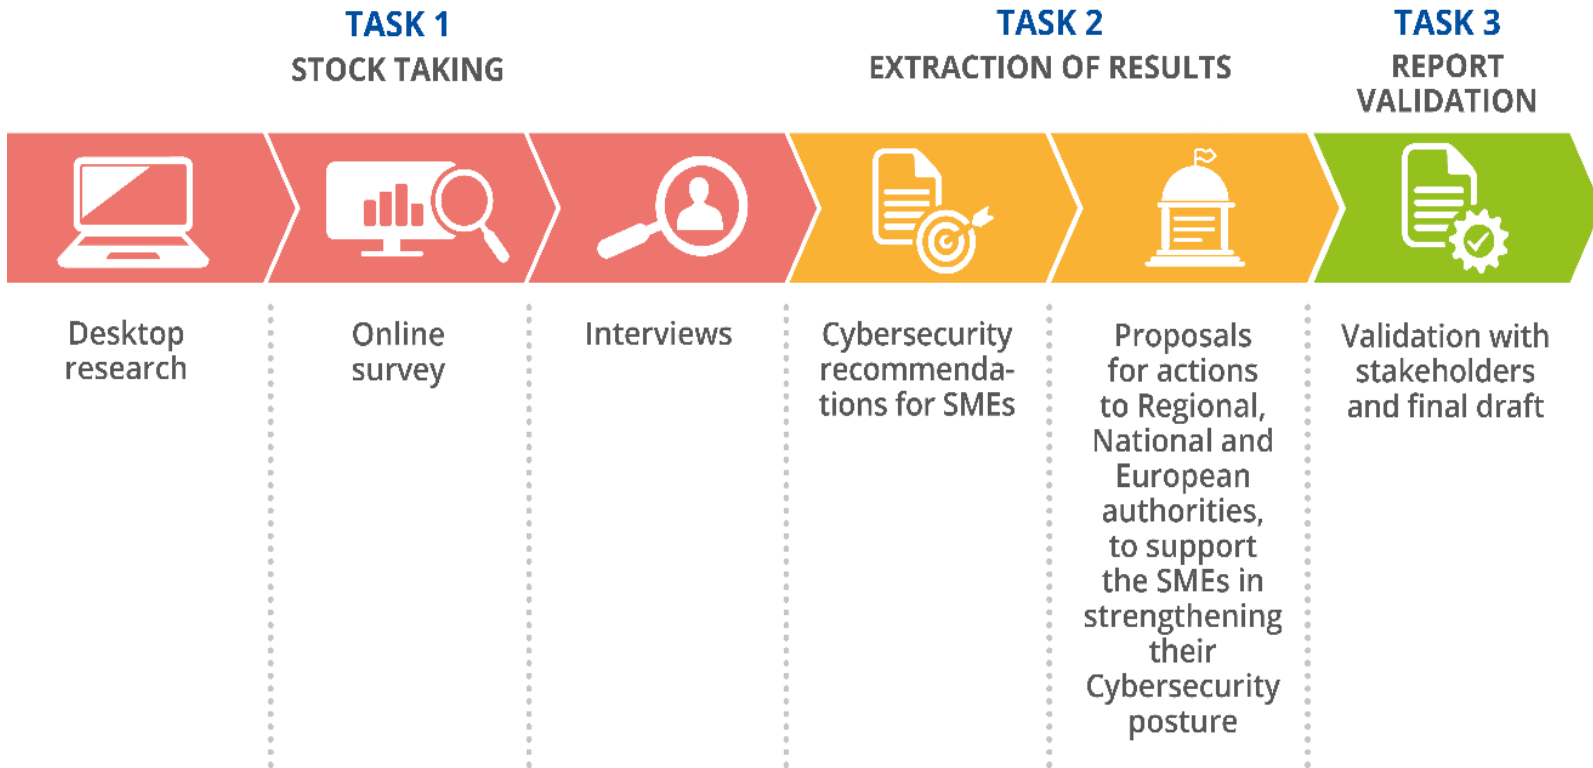 TASK 1
STOCK TAKING
TASK 2
EXTRACTION OF RESULTS
TASK 3
REPORT
VALIDATION
Desktop
research
Online
survey
Interviews
Cybersecurity
recommenda-
tions for SMEs
Proposals
for actions
to Regional,
National and
European
authorities,
to support
the SMEs in
strengthening
their
Cybersecurity
posture
Validation with
stakeholders
and final draft